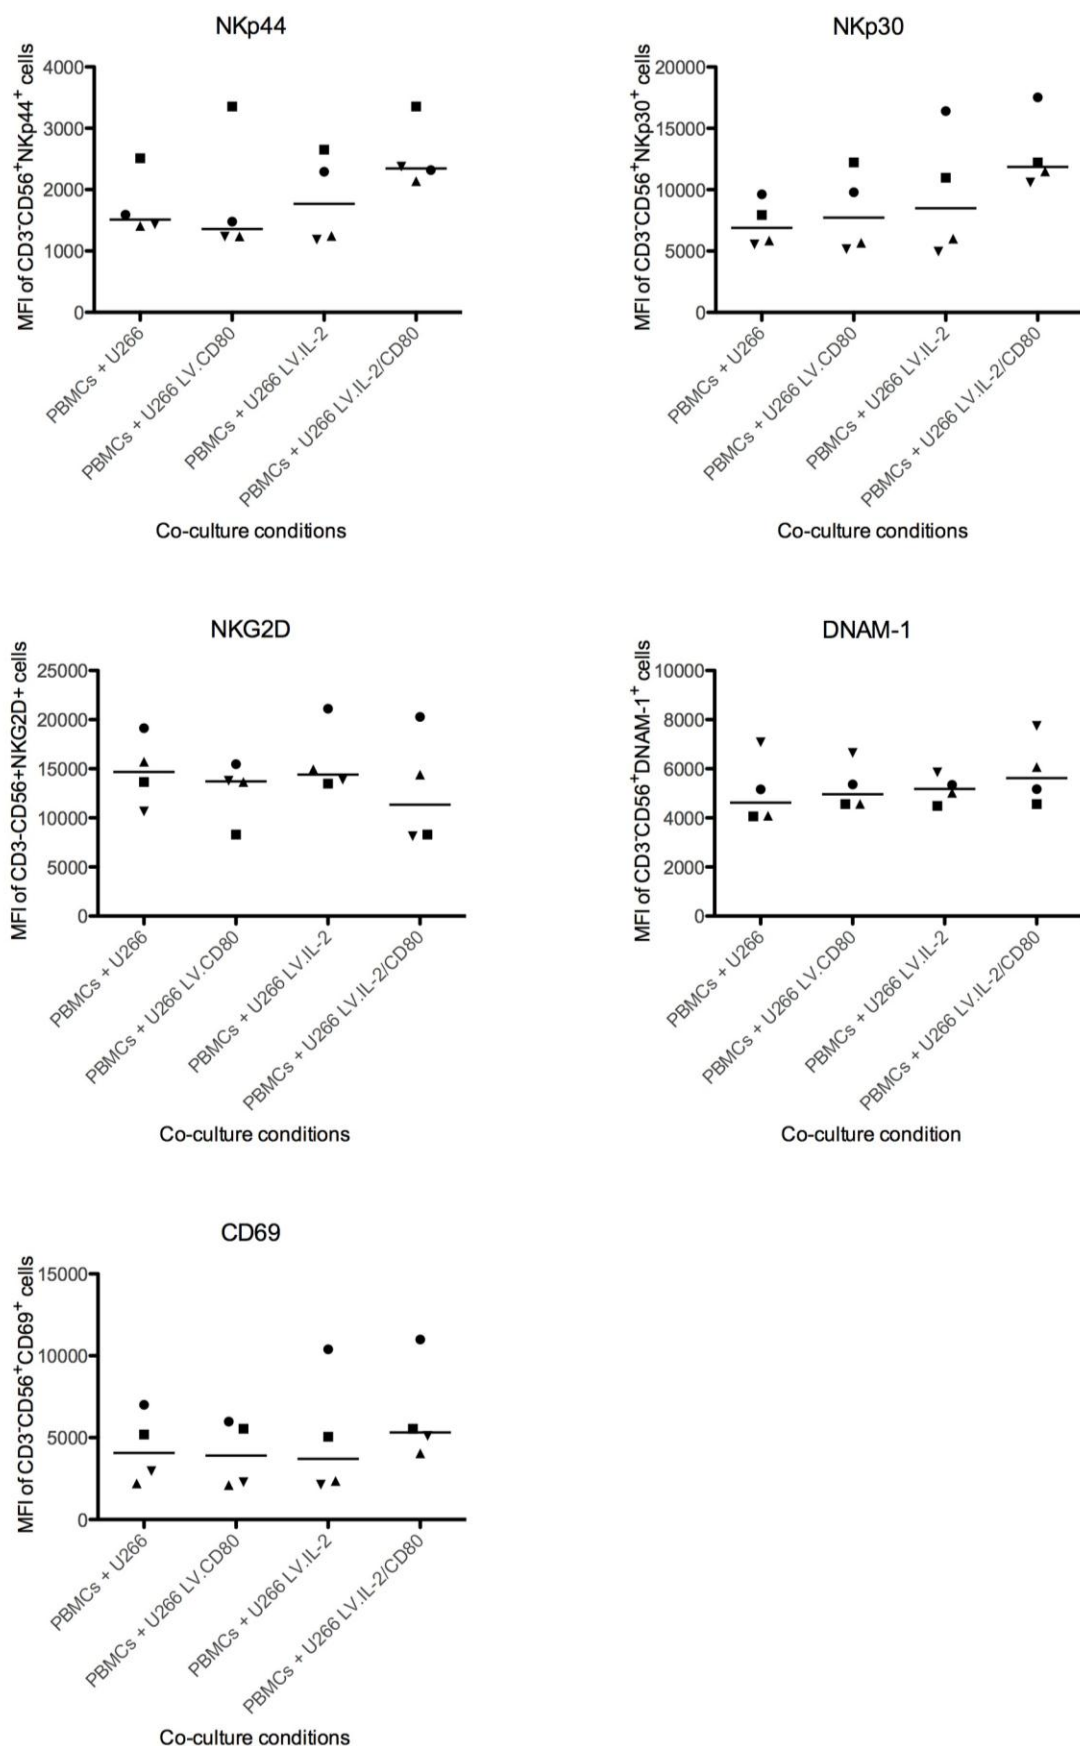 NKp44
MFI of CD3⁻CD56⁺NKp44⁺ cells
4000
3000
2000
1000
0
PBMCs + U266
PBMCs + U266 LV.CD80
PBMCs + U266 LV.IL-2
PBMCs + U266 LV.IL-2/CD80
Co-culture conditions
NKp30
MFI of CD3⁻CD56⁺NKp30⁺ cells
20000
15000
10000
5000
0
PBMCs + U266
PBMCs + U266 LV.CD80
PBMCs + U266 LV.IL-2
PBMCs + U266 LV.IL-2/CD80
Co-culture conditions
NKG2D
MFI of CD3-CD56+NKG2D+ cells
25000
20000
15000
10000
5000
0
PBMCs + U266
PBMCs + U266 LV.CD80
PBMCs + U266 LV.IL-2
PBMCs + U266 LV.IL-2/CD80
Co-culture conditions
DNAM-1
MFI of CD3⁻CD56⁺DNAM-1⁺ cells
10000
8000
6000
4000
2000
0
PBMCs + U266
PBMCs + U266 LV.CD80
PBMCs + U266 LV.IL-2
PBMCs + U266 LV.IL-2/CD80
Co-culture condition
CD69
MFI of CD3⁻CD56⁺CD69⁺ cells
15000
10000
5000
0
PBMCs + U266
PBMCs + U266 LV.CD80
PBMCs + U266 LV.IL-2
PBMCs + U266 LV.IL-2/CD80
Co-culture conditions